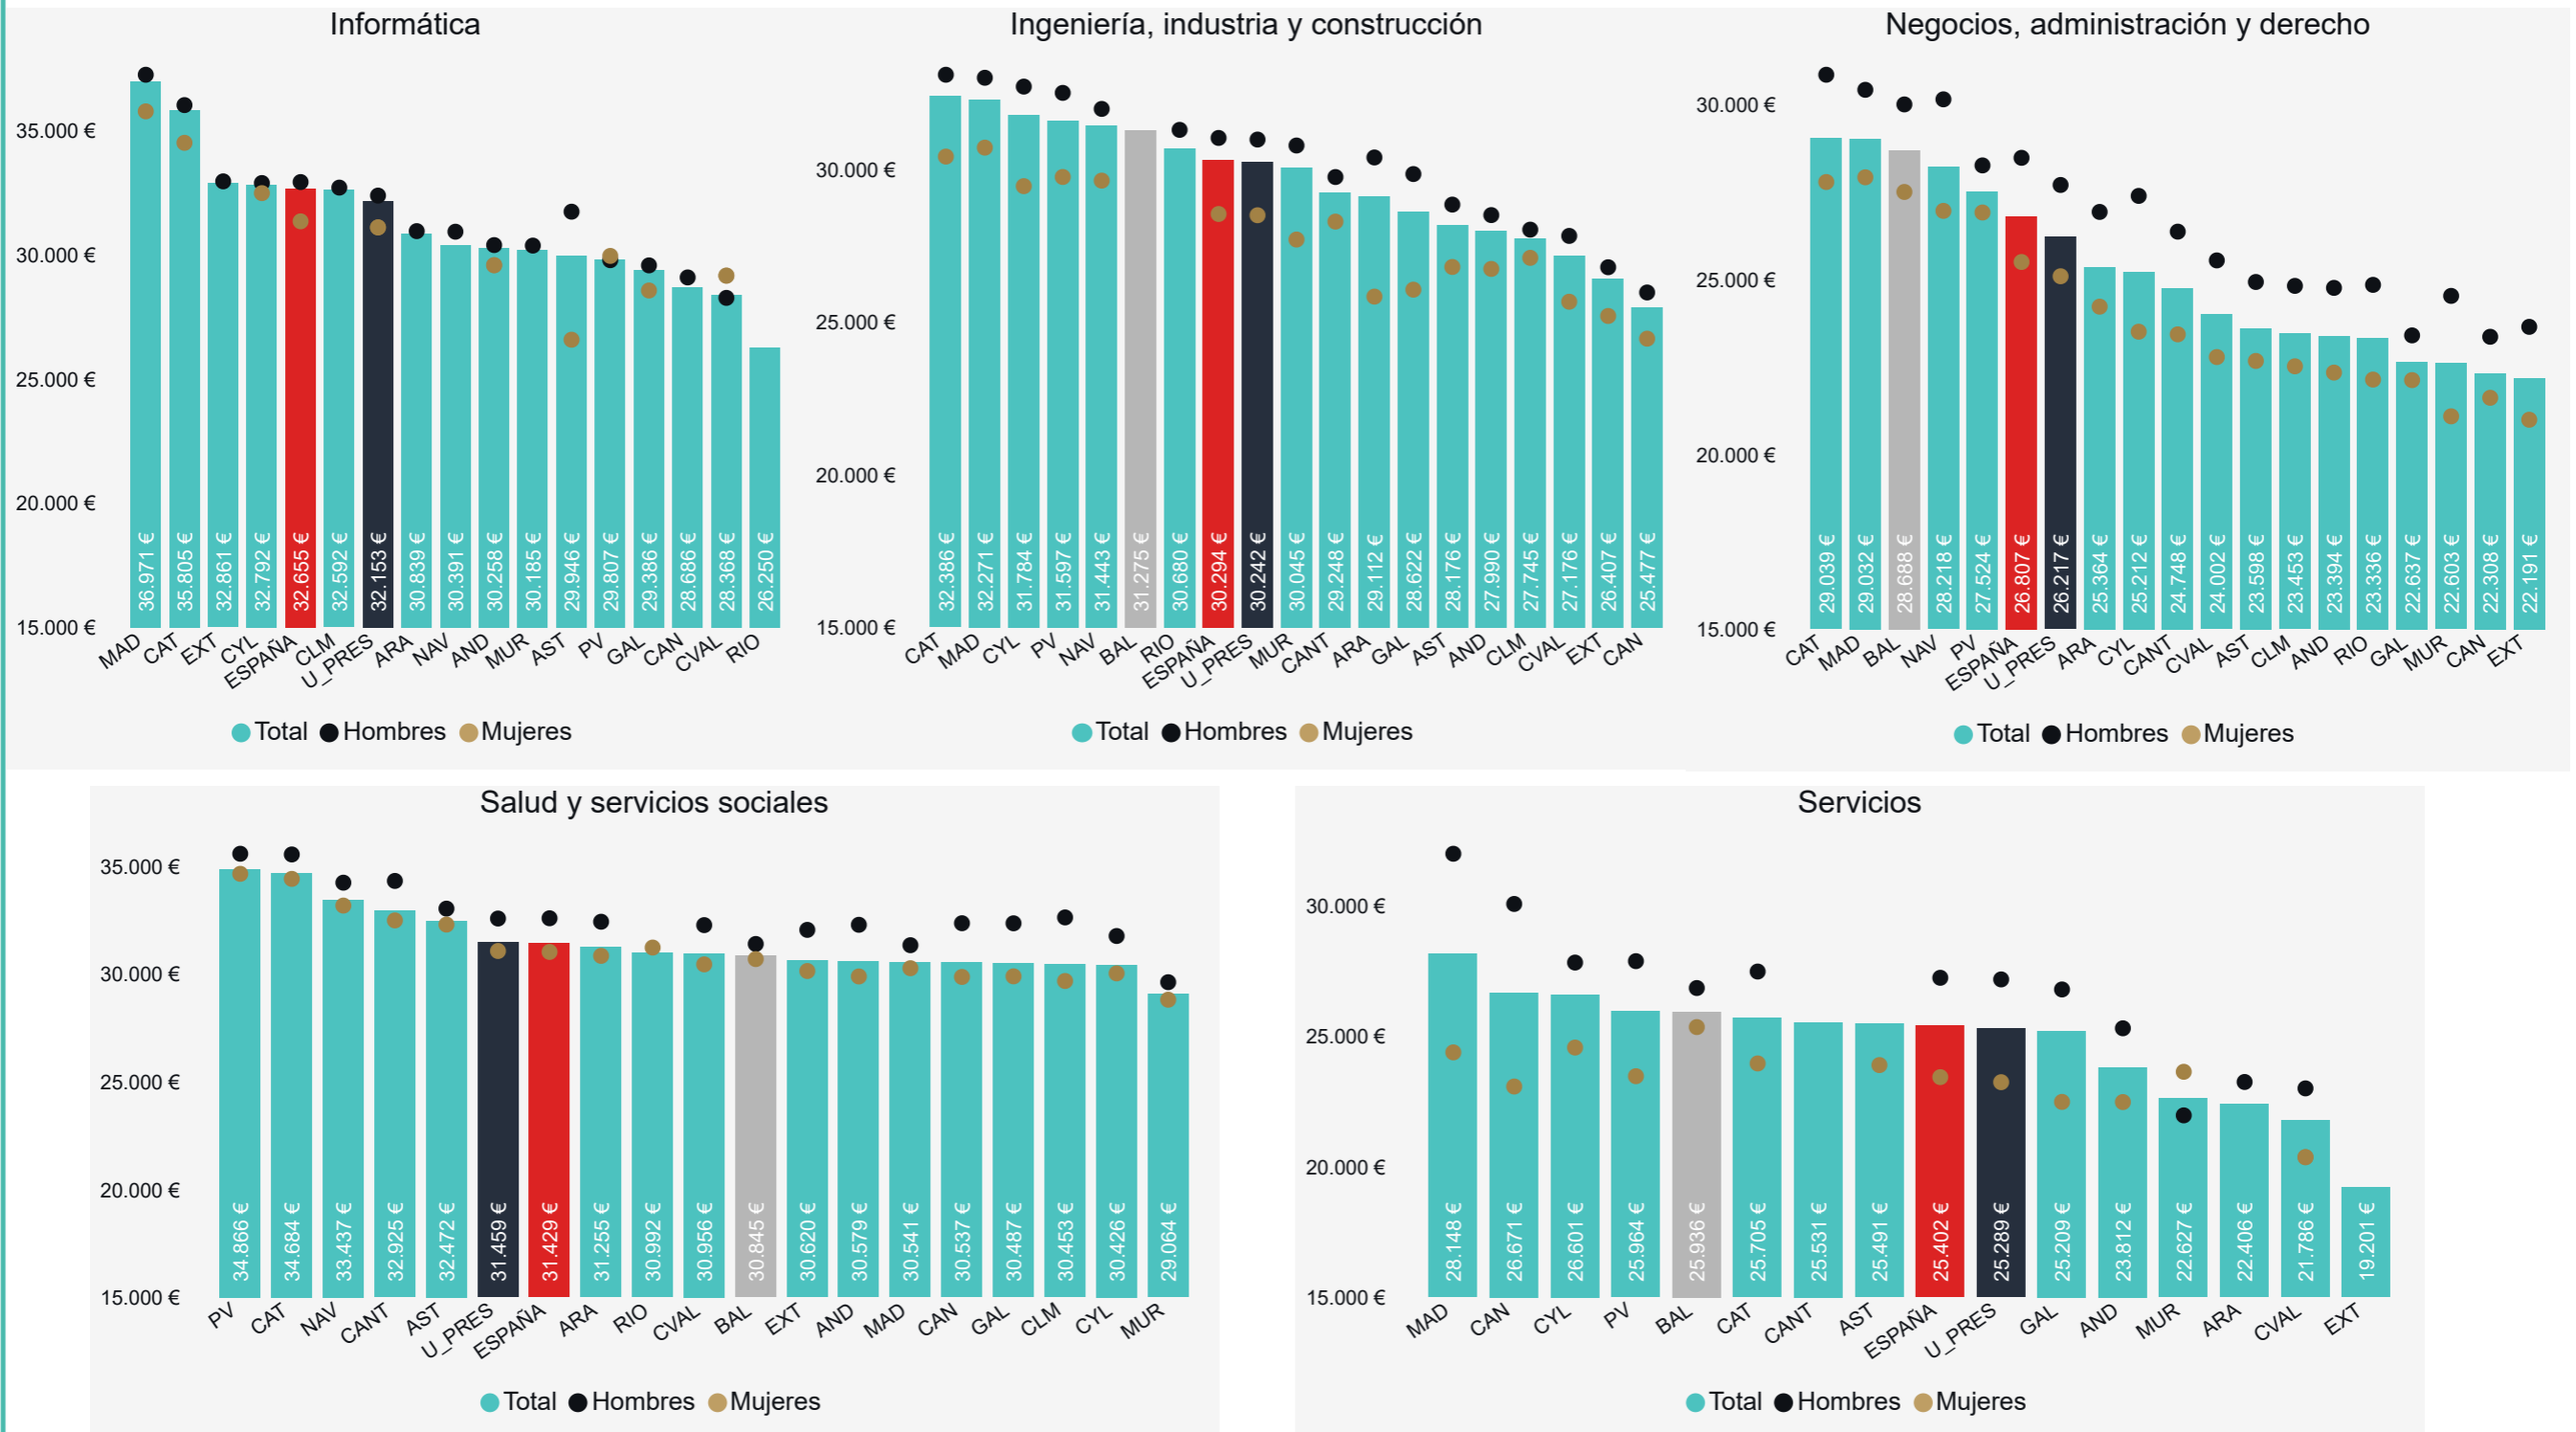 Informática
35.000 €
30.000 €
25.000 €
20.000 €
15.000 €
36.971 €
35.805 €
32.861 €
32.792 €
32.655 €
32.592 €
32.153 €
30.839 €
30.391 €
30.258 €
30.185 €
29.946 €
29.807 €
29.386 €
28.686 €
28.368 €
26.250 €
MAD
CAT
EXT
CYL
ESPAÑA
CLM
U_PRES
ARA
NAV
AND
MUR
AST
PV
GAL
CAN
CVAL
RIO
Total Hombres Mujeres
Ingeniería, industria y construcción
30.000 €
25.000 €
20.000 €
15.000 €
32.386 €
32.271 €
31.784 €
31.597 €
31.443 €
31.275 €
30.680 €
30.294 €
30.242 €
30.045 €
29.248 €
29.112 €
28.622 €
28.176 €
27.990 €
27.745 €
27.176 €
26.407 €
25.477 €
CAT
MAD
CYL
PV
NAV
BAL
RIO
ESPAÑA
U_PRES
MUR
CANT
ARA
GAL
AST
AND
CLM
CVAL
EXT
CAN
Total Hombres Mujeres
Negocios, administración y derecho
30.000 €
25.000 €
20.000 €
15.000 €
29.039 €
29.032 €
28.688 €
28.218 €
27.524 €
26.807 €
26.217 €
25.364 €
25.212 €
24.748 €
24.002 €
23.598 €
23.453 €
23.394 €
23.336 €
22.637 €
22.603 €
22.308 €
22.191 €
CAT
MAD
BAL
NAV
PV
ESPAÑA
U_PRES
ARA
CYL
CANT
CVAL
AST
CLM
AND
RIO
GAL
MUR
CAN
EXT
Total Hombres Mujeres
Salud y servicios sociales
35.000 €
30.000 €
25.000 €
20.000 €
15.000 €
34.866 €
34.684 €
33.437 €
32.925 €
32.472 €
31.459 €
31.429 €
31.255 €
30.992 €
30.956 €
30.845 €
30.620 €
30.579 €
30.541 €
30.537 €
30.487 €
30.453 €
30.426 €
29.064 €
PV
CAT
NAV
CANT
AST
U_PRES
ESPAÑA
ARA
RIO
CVAL
BAL
EXT
AND
MAD
CAN
GAL
CLM
CYL
MUR
Total Hombres Mujeres
Servicios
30.000 €
25.000 €
20.000 €
15.000 €
28.148 €
26.671 €
26.601 €
25.964 €
25.936 €
25.705 €
25.531 €
25.491 €
25.402 €
25.289 €
25.209 €
23.812 €
22.627 €
22.406 €
21.786 €
19.201 €
MAD
CAN
CYL
PV
BAL
CAT
CANT
AST
ESPAÑA
U_PRES
GAL
AND
MUR
ARA
CVAL
EXT
Total Hombres Mujeres